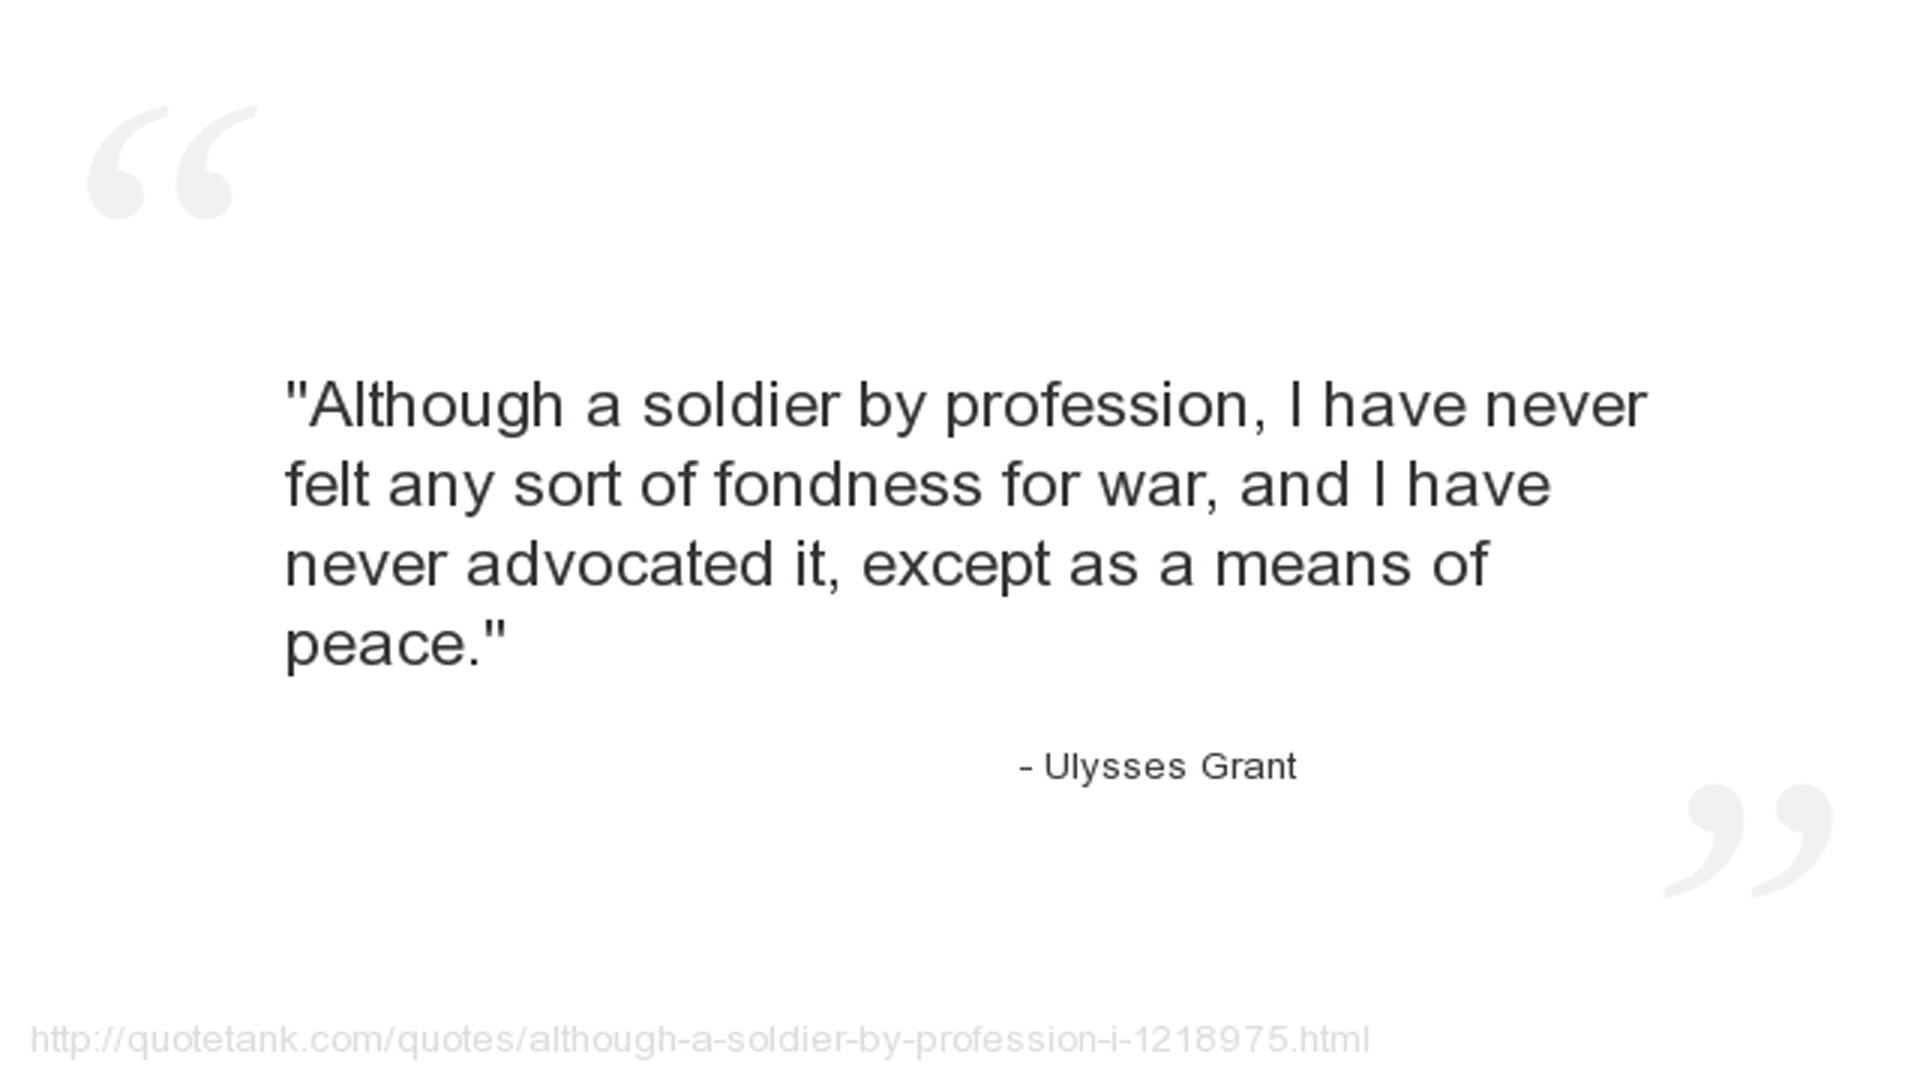 "Although a soldier by profession, I have never
felt any sort of fondness for war, and I have
never advocated it, except as a means of
peace."
- Ulysses Grant
http://quotetank.com/quotes/although-a-soldier-by-profession-i-1218975.html